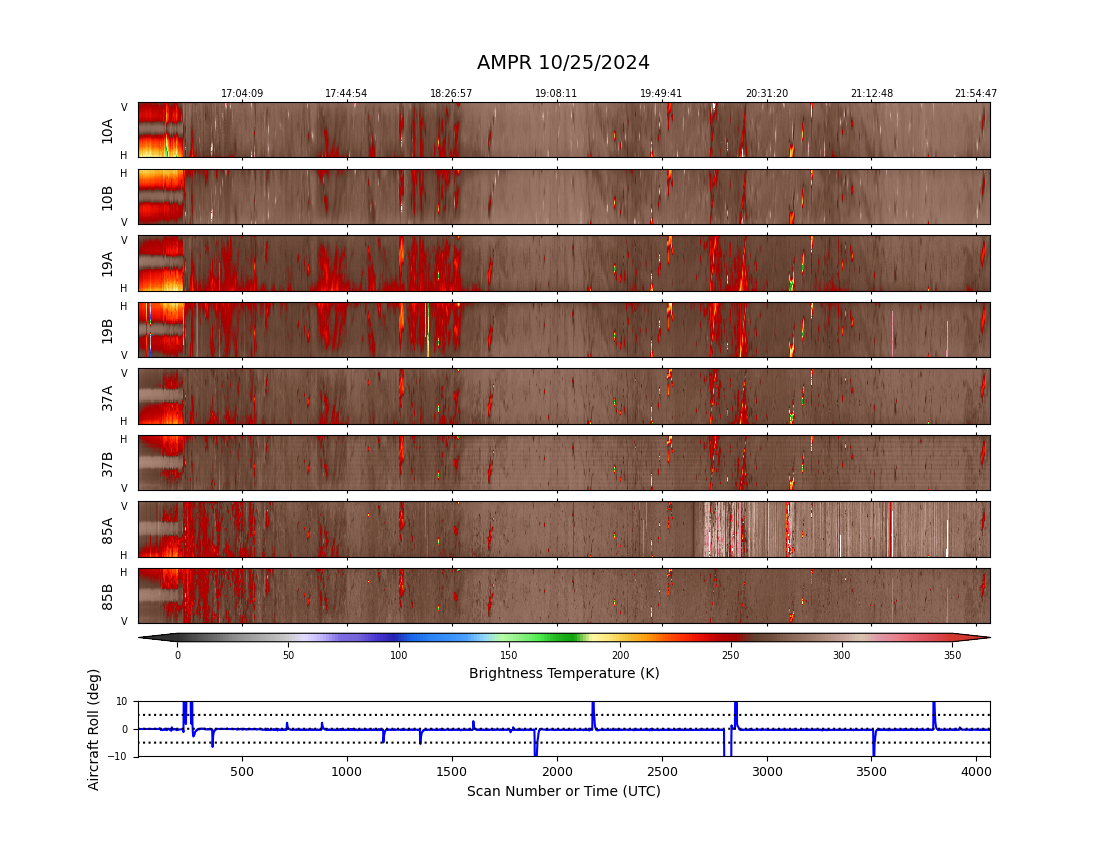 AMPR 10/25/2024
17:04:09 17:44:54 18:26:57 19:08:11 19:49:41 20:31:20 21:12:48 21:54:47
V
10A
H
H
10B
V
V
19A
H
H
19B
V
V
37A
H
H
37B
V
V
85A
H
H
85B
V
0 50 100 150 200 250 300 350
Brightness Temperature (K)
Aircraft Roll (deg)
10
0
−10
500 1000 1500 2000 2500 3000 3500 4000
Scan Number or Time (UTC)